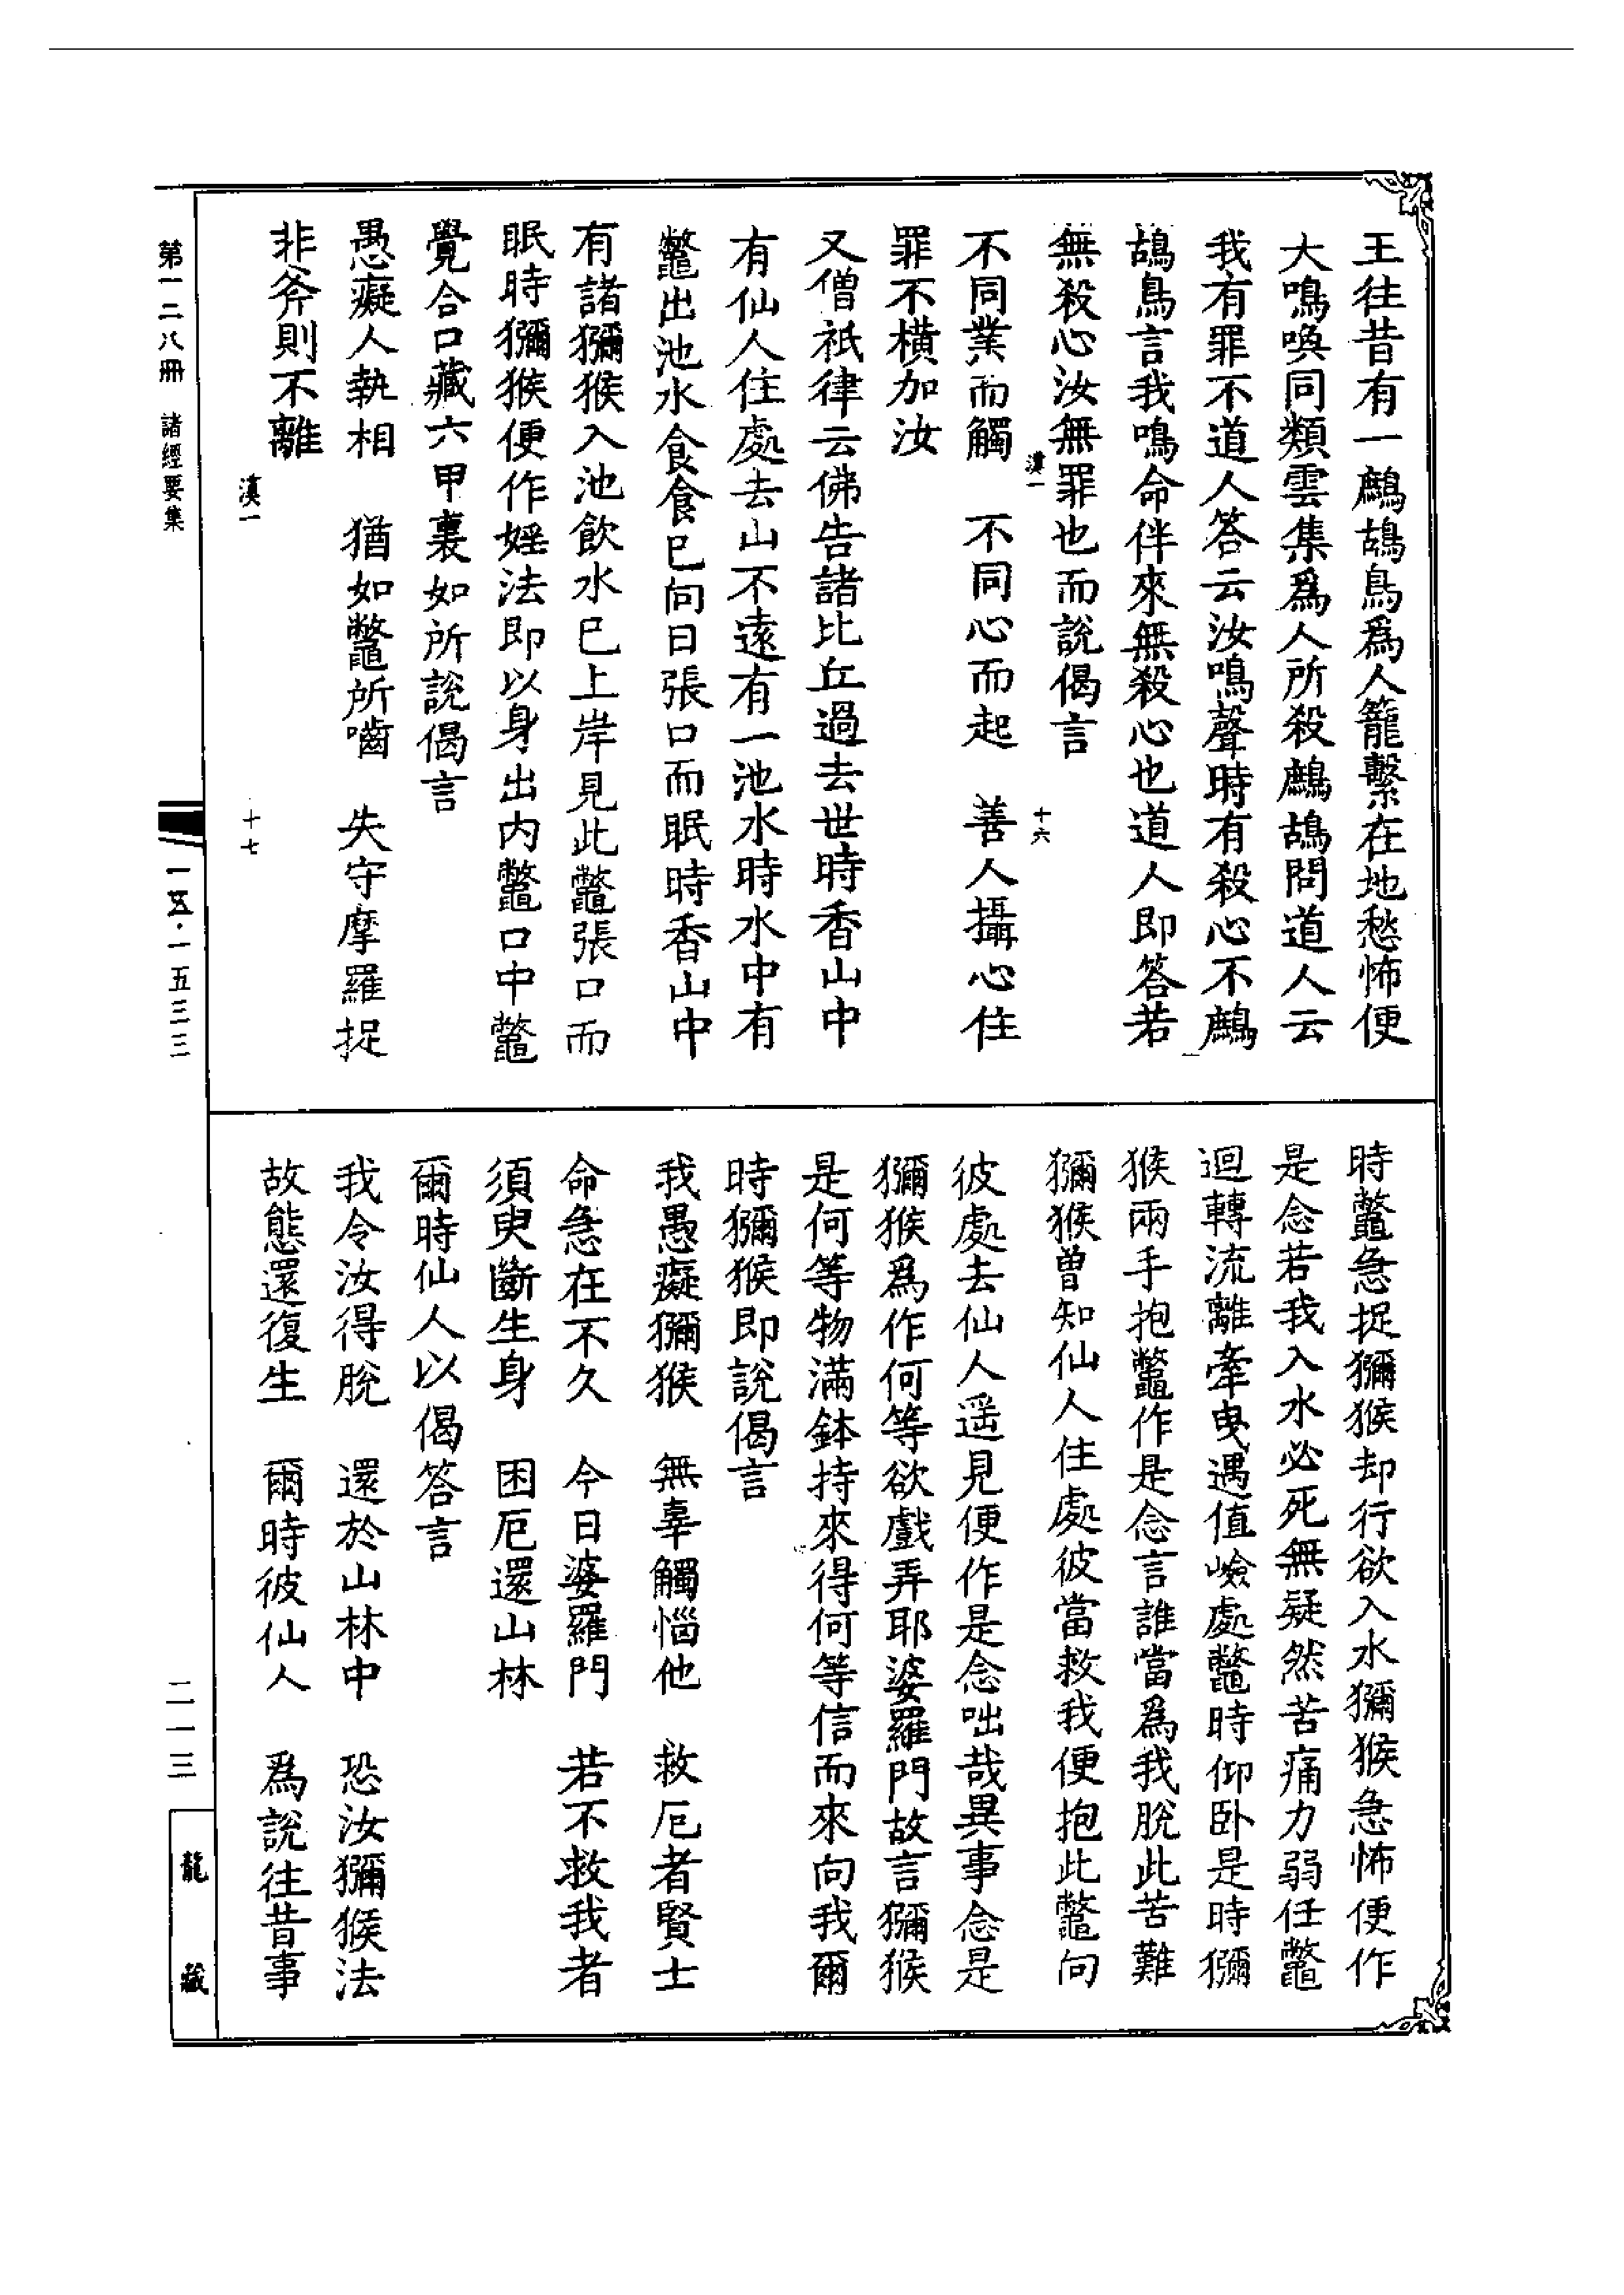 王往昔有一鷓鴣鳥爲人籠繫在地愁怖便
大鳴喚同類雲集爲人所殺鷓鴣問道人云
我有罪不道人答云汝鳴聲時有殺心不鷓
鴣鳥言我鳴命伴來無殺心也道人即答若
無殺心汝無罪也而說偈言
漠一
十六
不同業而觸　不同心而起　善人攝心住
罪不橫加汝
又僧祇律云佛告諸比丘過去世時香山中
有仙人住處去山不遠有一池水時水中有
鼈出池水食食已向日張口而眠時香山中
有諸獼猴入池飲水已上岸見此鼈張口而
眠時獼猴便作婬法即以身出内鼈口中鼈
覺合口藏六甲裏如所說偈言
愚癡人執相　猶如鼈所嚙　失守摩羅捉
非斧則不離
漠一
十七
時鼈急捉獼猴却行欲入水獼猴急怖便作
是念若我入水必死無疑然苦痛力弱任鼈
迴轉流離牽曳遇值嶮處鼈時仰卧是時獼
猴兩手抱鼈作是念言誰當爲我脫此苦難
獼猴曾知仙人住處彼當救我便抱此鼈向
彼處去仙人遥見便作是念咄哉異事念是
獼猴爲作何等欲戲弄耶婆羅門故言獼猴
是何等物滿鉢持來得何等信而來向我爾
時獼猴即說偈言
我愚癡獼猴　無辜觸惱他　救厄者賢士
命急在不久　今日婆羅門　若不救我者
須臾斷生身　困厄還山林
爾時仙人以偈答言
我令汝得脫　還於山林中　恐汝獼猴法
故態還復生　爾時彼仙人　爲說往昔事
第一二八冊　諸經要集
一五·一五三三
二一三
龍藏